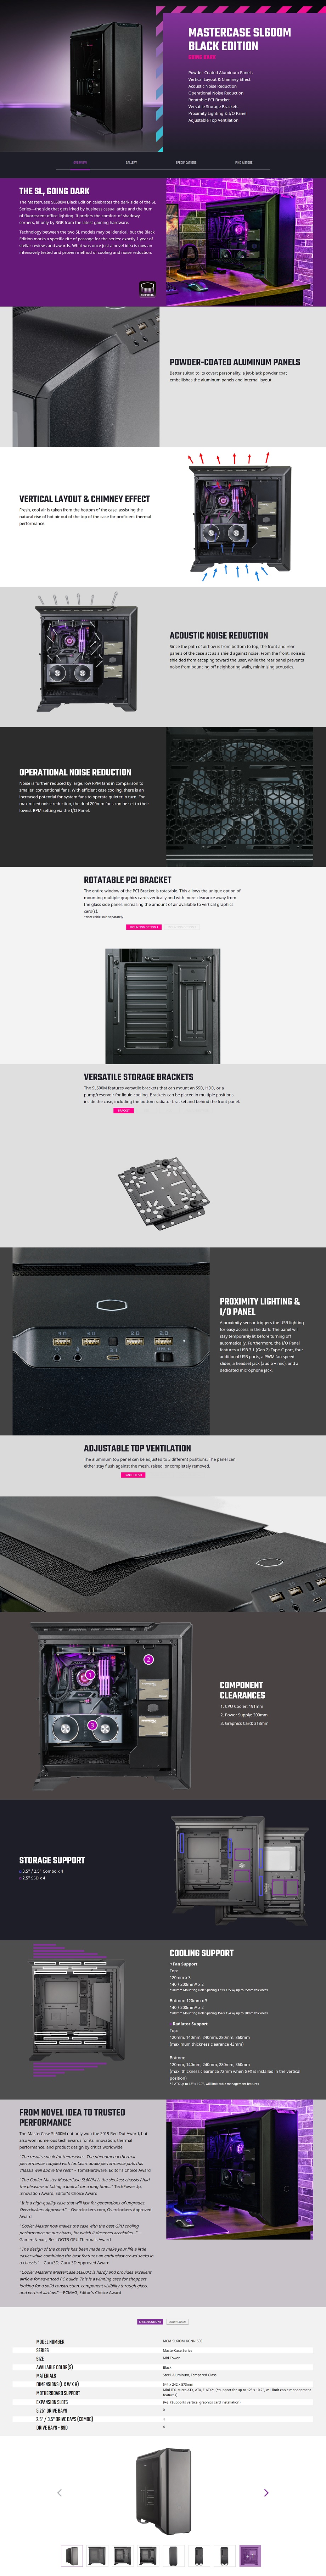 MASTERCASE SL600M
BLACK EDITION
Powder-Coated Aluminum Panels
Vertical Layout & Chimney Effect
Acoustic Noise Reduction
Operational Noise Reduction
Rotatable PCI Bracket
Versatile Storage Brackets
Proximity Lighting & I/O Panel
Adjustable Top Ventilation
OVERVIEW GALLERY SPECIFICATIONS FIND A STORE
THE SL, GOING DARK
The MasterCase SL600M Black Edition celebrates the dark side of the SL
Series—the side that gets irked by business-casual attire and the hum
of fluorescent office lighting. It prefers the comfort of shadowy
corners, lit only by RGB from the latest gaming hardware.
Technology between the two SL models may be identical, but the Black
Edition marks a specific rite of passage for the series: exactly 1 year of
stellar reviews and awards. What was once just a novel idea is now an
intensively tested and proven method of cooling and noise reduction.
POWDER-COATED ALUMINUM PANELS
Better suited to its covert personality, a jet-black powder coat
embellishes the aluminum panels and internal layout.
VERTICAL LAYOUT & CHIMNEY EFFECT
Fresh, cool air is taken from the bottom of the case, assisting the
natural rise of hot air out of the top of the case for proficient thermal
performance.
ACOUSTIC NOISE REDUCTION
Since the path of airflow is from bottom to top, the front and rear
panels of the case act as a shield against noise. From the front, noise is
shielded from escaping toward the user, while the rear panel prevents
noise from bouncing off neighboring walls, minimizing acoustics.
OPERATIONAL NOISE REDUCTION
Noise is further reduced by large, low RPM fans in comparison to
smaller, conventional fans. With efficient case cooling, there is an
increased potential for system fans to operate quieter in turn. For
maximized noise reduction, the dual 200mm fans can be set to their
lowest RPM setting via the I/O Panel.
ROTATABLE PCI BRACKET
The entire window of the PCI Bracket is rotatable. This allows the unique option of
mounting multiple graphics cards vertically and with more clearance away from
the glass side panel, increasing the amount of air available to vertical graphics
card(s).
*riser cable sold separately
MOUNTING OPTION 1
VERSATILE STORAGE BRACKETS
The SL600M features versatile brackets that can mount an SSD, HDD, or a
pump/reservoir for liquid cooling. Brackets can be placed in multiple positions
inside the case, including the bottom radiator bracket and behind the front panel.
BRACKET
PROXIMITY LIGHTING &
I/O PANEL
A proximity sensor triggers the USB lighting
for easy access in the dark. The panel will
stay temporarily lit before turning off
automatically. Furthermore, the I/O Panel
features a USB 3.1 (Gen 2) Type-C port, four
additional USB ports, a PWM fan speed
slider, a headset jack (audio + mic), and a
dedicated microphone jack.
ADJUSTABLE TOP VENTILATION
The aluminum top panel can be adjusted to 3 different positions. The panel can
either stay flush against the mesh, raised, or completely removed.
1
2
3
COMPONENT
CLEARANCES
1. CPU Cooler: 191mm
2. Power Supply: 200mm
3. Graphics Card: 318mm
STORAGE SUPPORT
3.5" / 2.5" Combo x 4
2.5" SSD x 4
COOLING SUPPORT
Fan Support
Top:
120mm x 3
140 / 200mm* x 2
Bottom: 120mm x 3
140 / 200mm* x 2
Radiator Support
Top:
120mm, 140mm, 240mm, 280mm, 360mm
(maximum thickness clearance 43mm)
Bottom:
120mm, 140mm, 240mm, 280mm, 360mm
(max. thickness clearance 72mm when GFX is installed in the vertical
position)
FROM NOVEL IDEA TO TRUSTED
PERFORMANCE
The MasterCase SL600M not only won the 2019 Red Dot Award, but
also won numerous tech awards for its innovation, thermal
performance, and product design by critics worldwide.
"The results speak for themselves. The phenomenal thermal
performance coupled with fantastic audio performance puts this
chassis well above the rest." – TomsHardware, Editor's Choice Award
"The Cooler Master MasterCase SL600M is the sleekest chassis I had
the pleasure of taking a look at for a long time..." TechPowerUp,
Innovation Award, Editor's Choice Award
"It is a high-quality case that will last for generations of upgrades.
Overclockers Approved." – Overclockers.com, Overclockers Approved
Award
"Cooler Master now makes the case with the best GPU cooling
performance on our charts, for which it deserves accolades..."—
GamersNexus, Best OOTB GPU Thermals Award
"The design of the chassis has been made to make your life a little
easier while combining the best features an enthusiast crowd seeks in
a chassis."—Guru3D, Guru 3D Approved Award
"Cooler Master's MasterCase SL600M is handy and provides excellent
airflow for advanced PC builds. This is a winning case for shoppers
looking for a solid construction, component visibility-through glass,
and vertical airflow."—PCMAG, Editor's Choice Award
SPECIFICATIONS DOWNLOADS
MODEL NUMBER MCM-SL600M-KGNN-S00
SERIES MasterCase Series
SIZE Mid Tower
AVAILABLE COLOR(S) Black
MATERIALS Steel, Aluminum, Tempered Glass
DIMENSIONS (L X W X H) 544 x 242 x 573mm
MOTHERBOARD SUPPORT Mini ITX, Micro ATX, ATX, E-ATX*, (*support for up to 12" x 10.7", will limit cable management
features)
EXPANSION SLOTS 9+2, (Supports vertical graphics card installation)
5.25" DRIVE BAYS 0
2.5" / 3.5" DRIVE BAYS (COMBO)
DRIVE BAYS - SSD 4